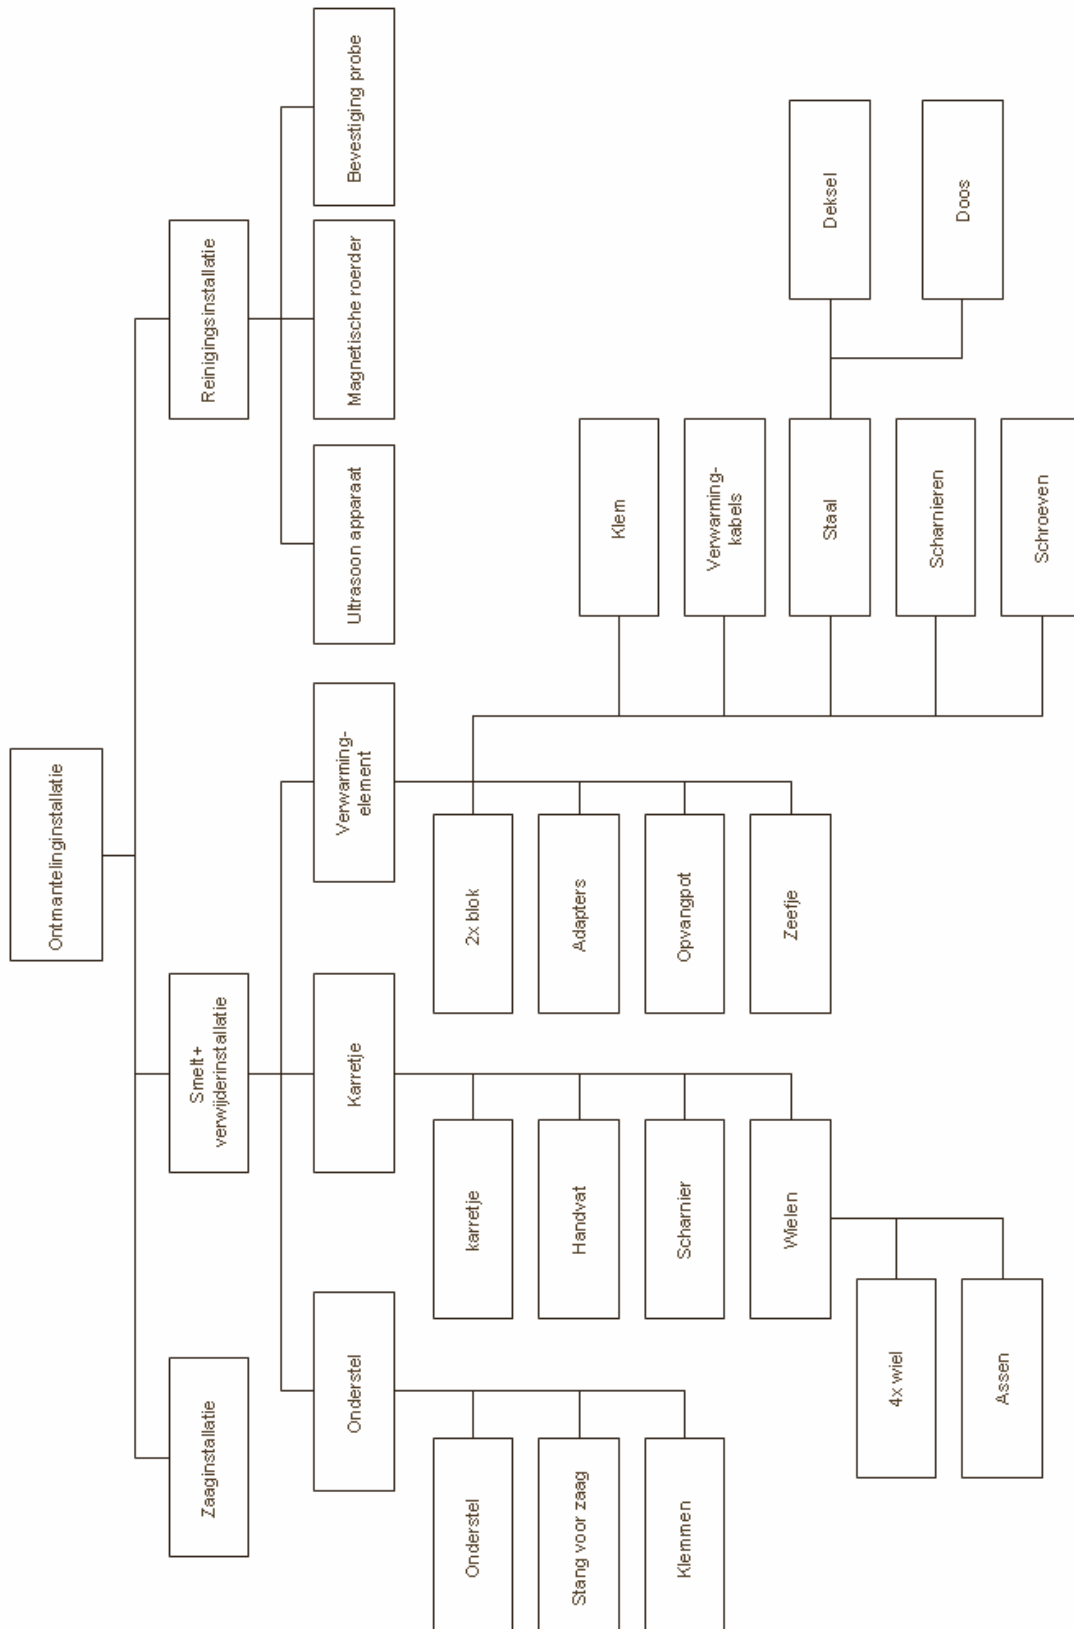 Ontmantelinginstallatie
Zaaginstallatie
Smelt+
verwijderinstallatie
Reinigingsinstallatie
Onderstel
Karretje
Verwarming-
element
Ultrasoon apparaat
Magnetische roerder
Bevestiging probe
Onderstel
Stang voor zaag
Klemmen
karretje
Handvat
Scharnier
Wielen
4x wiel
Assen
2x blok
Adapters
Opvangpot
Zeefje
Klem
Verwarming-
kabels
Staal
Scharnieren
Schroeven
Deksel
Doos